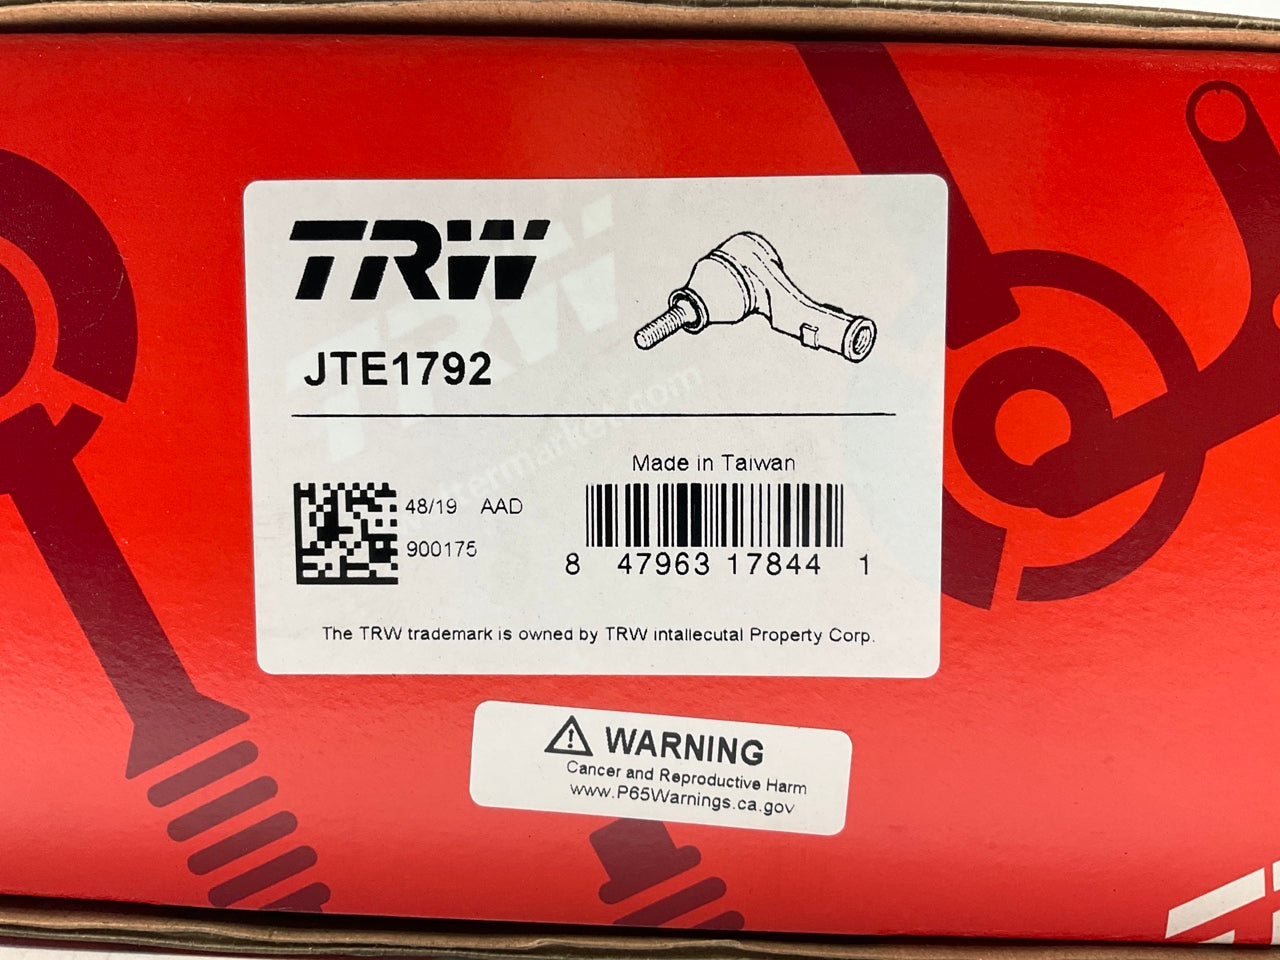 TRW
JTE1792
Made in Taiwan
48/19 AAD
900175
8 47963 17844 1
The TRW trademark is owned by TRW intallecutal Property Corp.
WARNING
Cancer and Reproductive Harm
www.P65Warnings.ca.gov